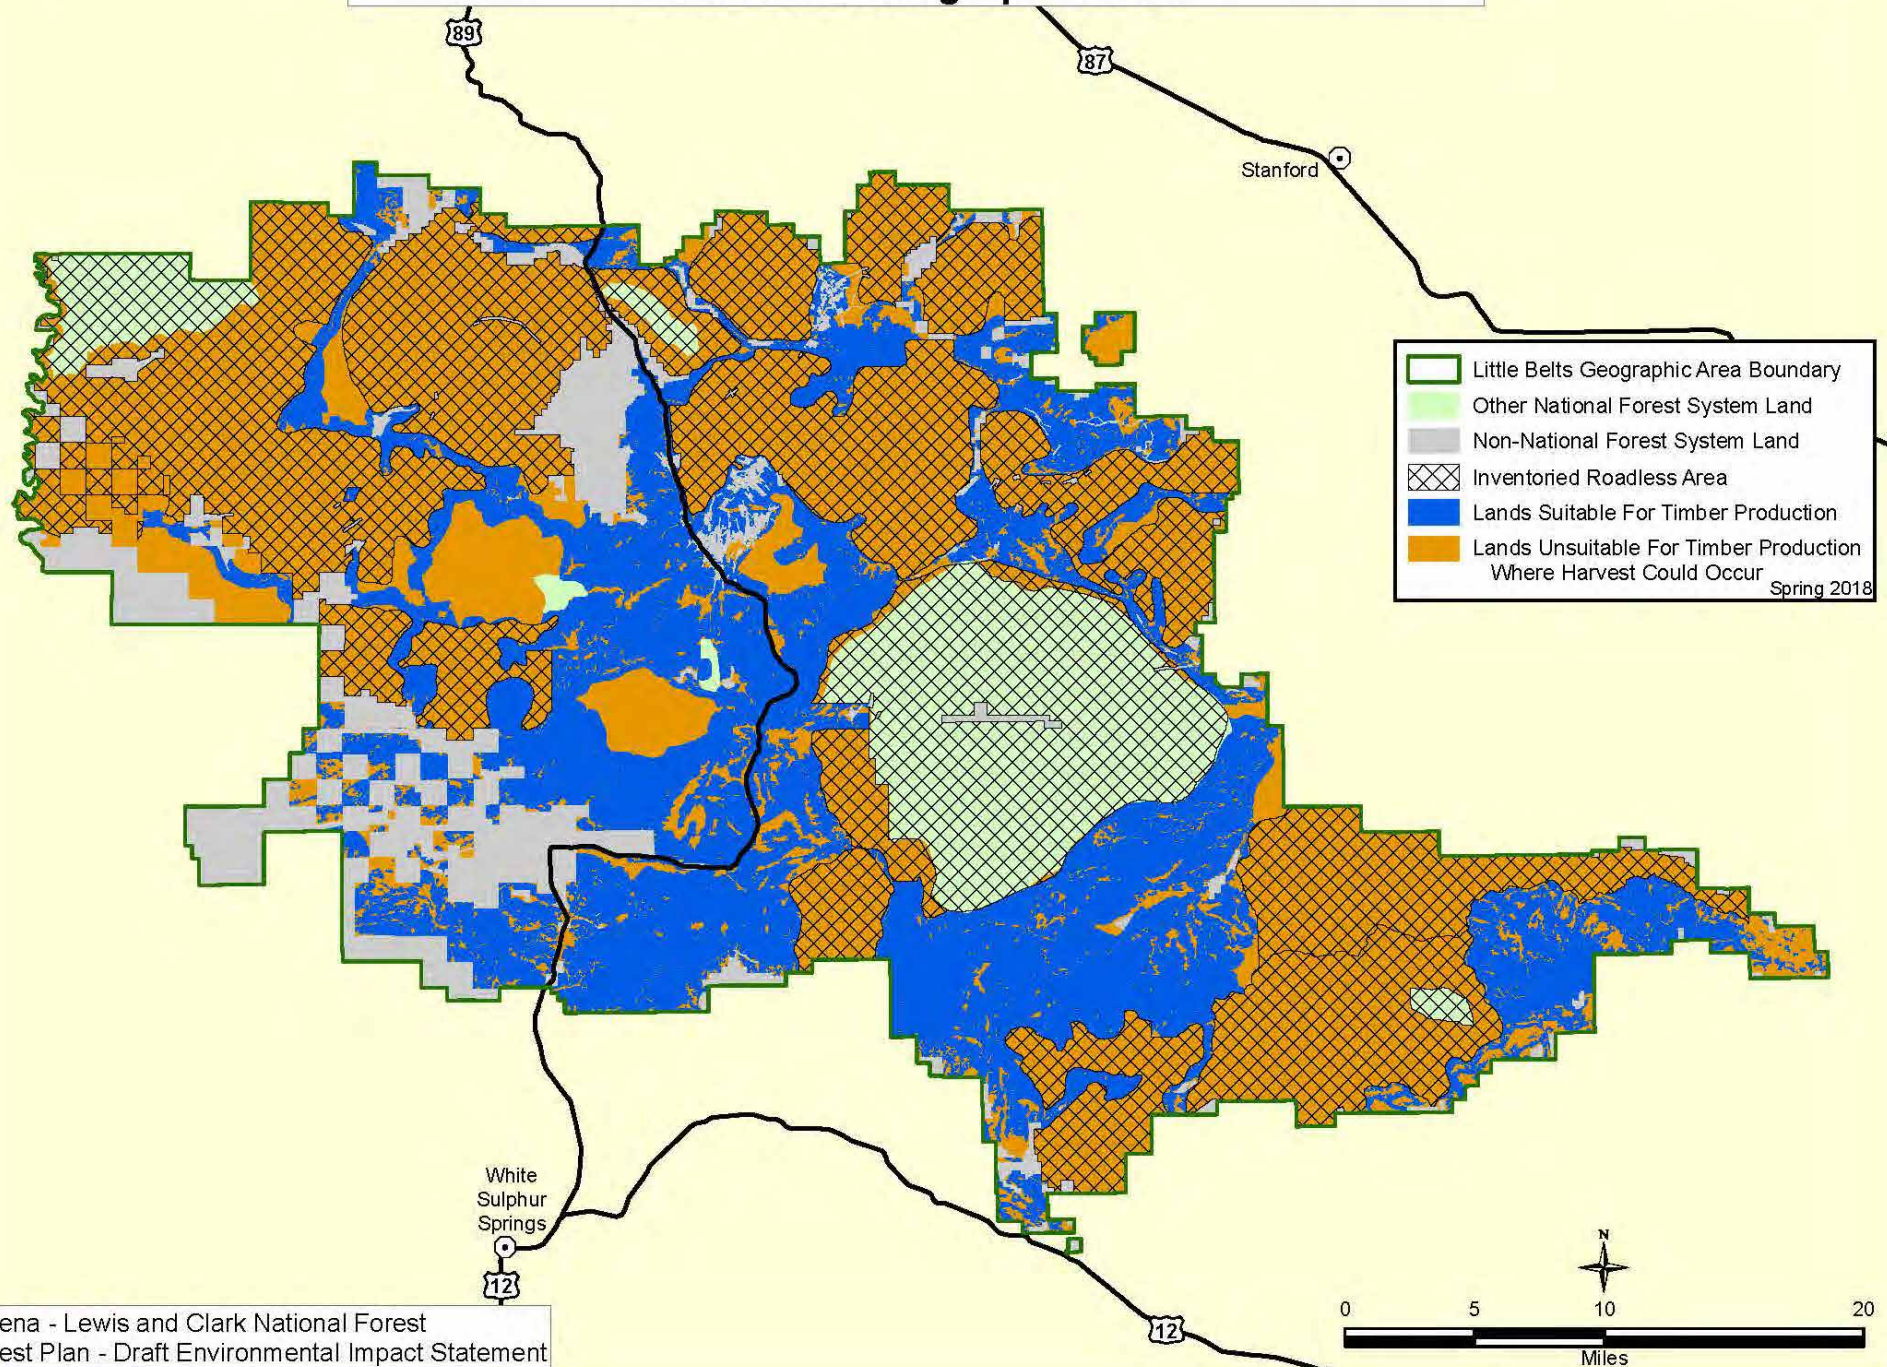 89
87
Stanford
Little Belts Geographic Area Boundary
Other National Forest System Land
Non-National Forest System Land
Inventoried Roadless Area
Lands Suitable For Timber Production
Lands Unsuitable For Timber Production
Where Harvest Could Occur
Spring 2018
White
Sulphur
Springs
12
12
N
0 5 10 20
Miles
ena - Lewis and Clark National Forest
est Plan - Draft Environmental Impact Statement